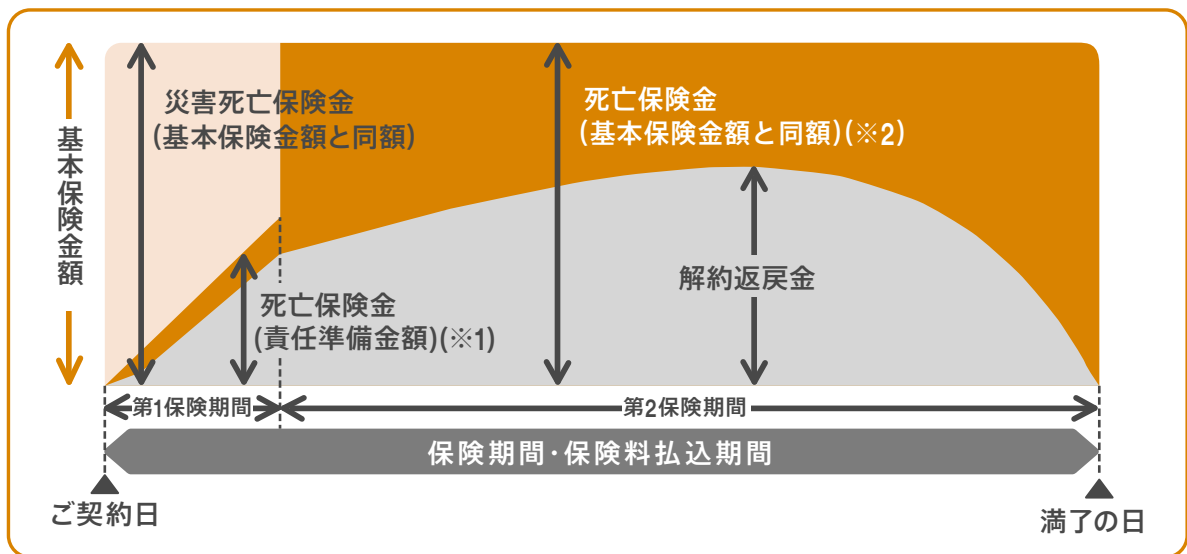 基本保険金額
災害死亡保険金
(基本保険金額と同額)
死亡保険金
(基本保険金額と同額)(※2)
解約返戻金
死亡保険金
(責任準備金額)(※1)
第1保険期間
第2保険期間
保険期間・保険料払込期間
ご契約日
満了の日